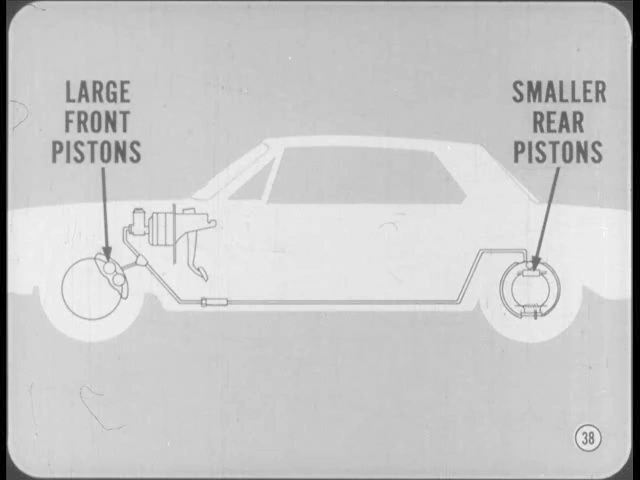 LARGE
FRONT
PISTONS
SMALLER
REAR
PISTONS
38